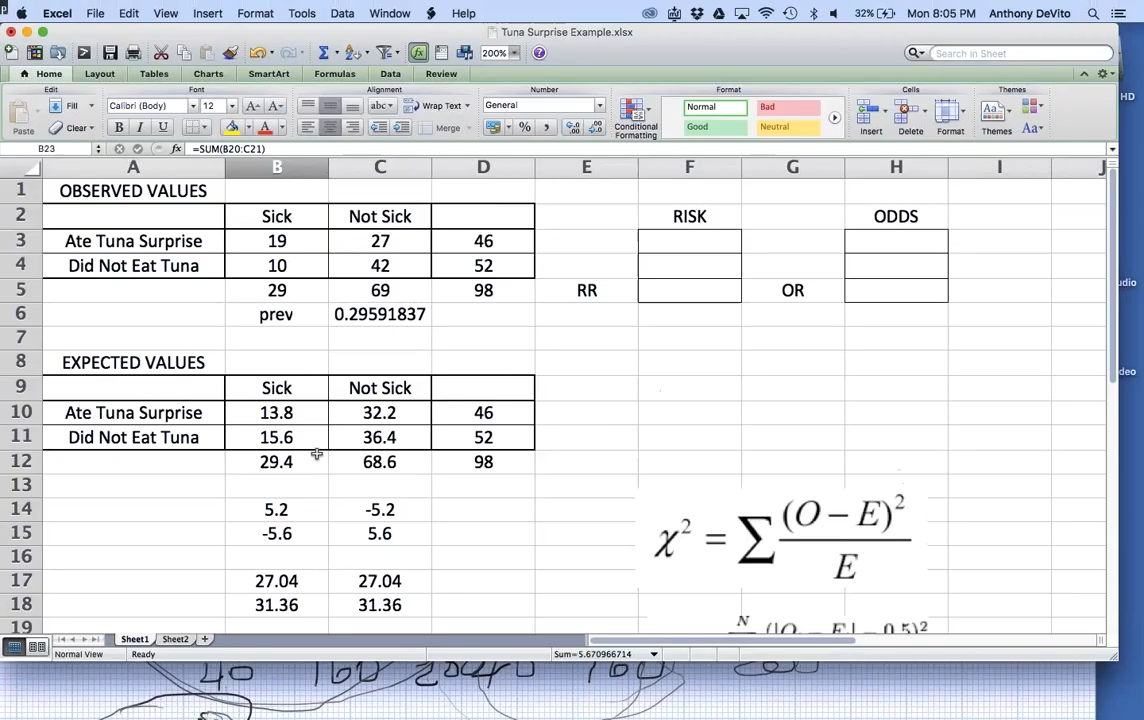 Excel File Edit View Insert Format Tools Data Window Help 32% Mon 8:05 PM Anthony DeVito
Tuna Surprise Example.xlsx
200% Search in Sheet
Home Layout Tables Charts SmartArt Formulas Data Review
Edit Font Alignment Number Format Cells Themes
Fill Calibri (Body) 12 abc Wrap Text General Normal Bad
Paste Clear B I U Merge % Conditional Formatting Good Neutral Insert Delete Format Themes Aa
B23 fx =SUM(B20:C21)
A B C D E F G H I J
1 OBSERVED VALUES
2 Sick Not Sick RISK ODDS
3 Ate Tuna Surprise 19 27 46
4 Did Not Eat Tuna 10 42 52
5 29 69 98 RR OR
6 prev 0.29591837
7
8 EXPECTED VALUES
9 Sick Not Sick
10 Ate Tuna Surprise 13.8 32.2 46
11 Did Not Eat Tuna 15.6 36.4 52
12 29.4 68.6 98
13
14 5.2 -5.2
15 -5.6 5.6
16
χ² = ∑ (O − E)² / E
17 27.04 27.04
18 31.36 31.36
19
Sheet1 Sheet2
Normal View Ready Sum=5.670966714
40 160